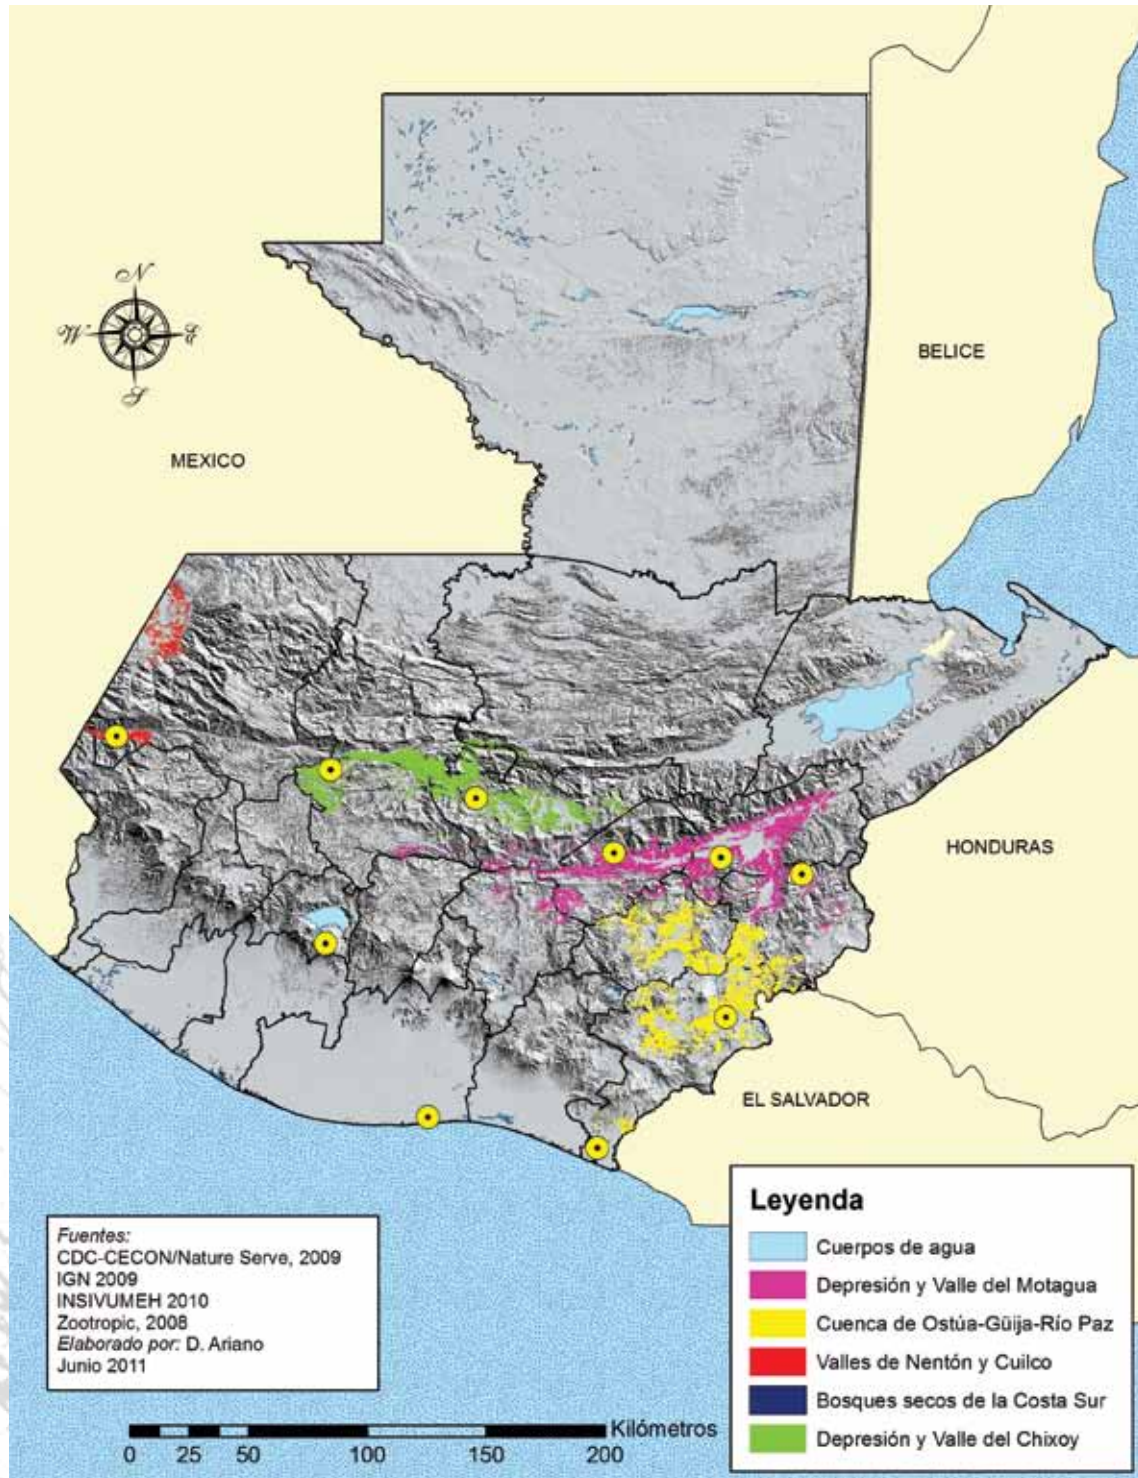 N
W
E
S
BELICE
MEXICO
HONDURAS
EL SALVADOR
Leyenda
Cuerpos de agua
Depresión y Valle del Motagua
Cuenca de Ostúa-Güija-Río Paz
Valles de Nentón y Cuilco
Bosques secos de la Costa Sur
Depresión y Valle del Chixoy
Fuentes:
CDC-CECON/Nature Serve, 2009
IGN 2009
INSIVUMEH 2010
Zootropic, 2008
Elaborado por: D. Ariano
Junio 2011
Kilómetros
0 25 50 100 150 200